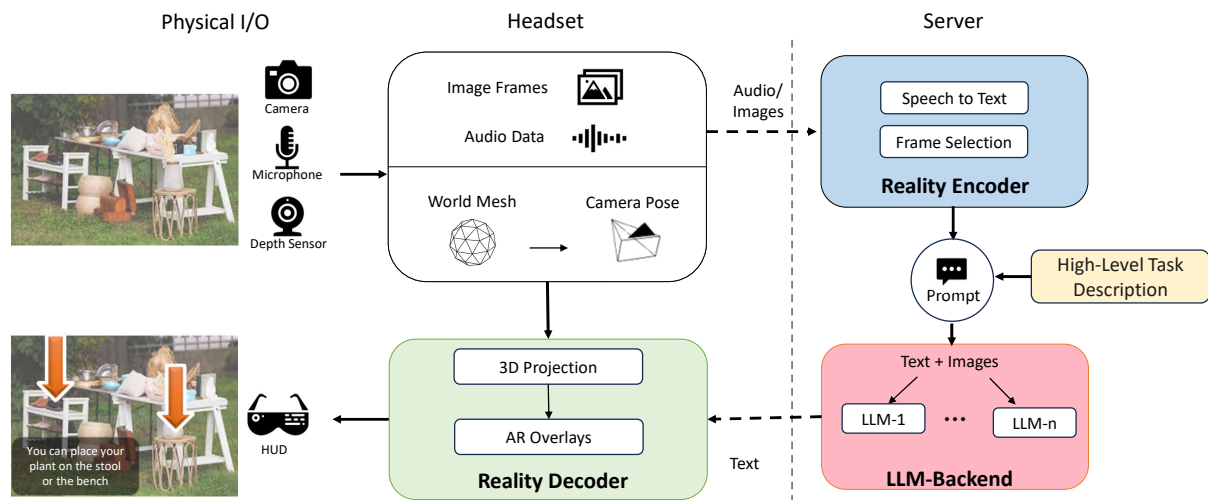 Physical I/O
Headset
Server
Camera
Microphone
Depth Sensor
Image Frames
Audio Data
World Mesh
Camera Pose
Audio/
Images
Speech to Text
Frame Selection
Reality Encoder
Prompt
High-Level Task
Description
You can place your
plant on the stool
or the bench
HUD
3D Projection
AR Overlays
Reality Decoder
Text
Text + Images
LLM-1
...
LLM-n
LLM-Backend